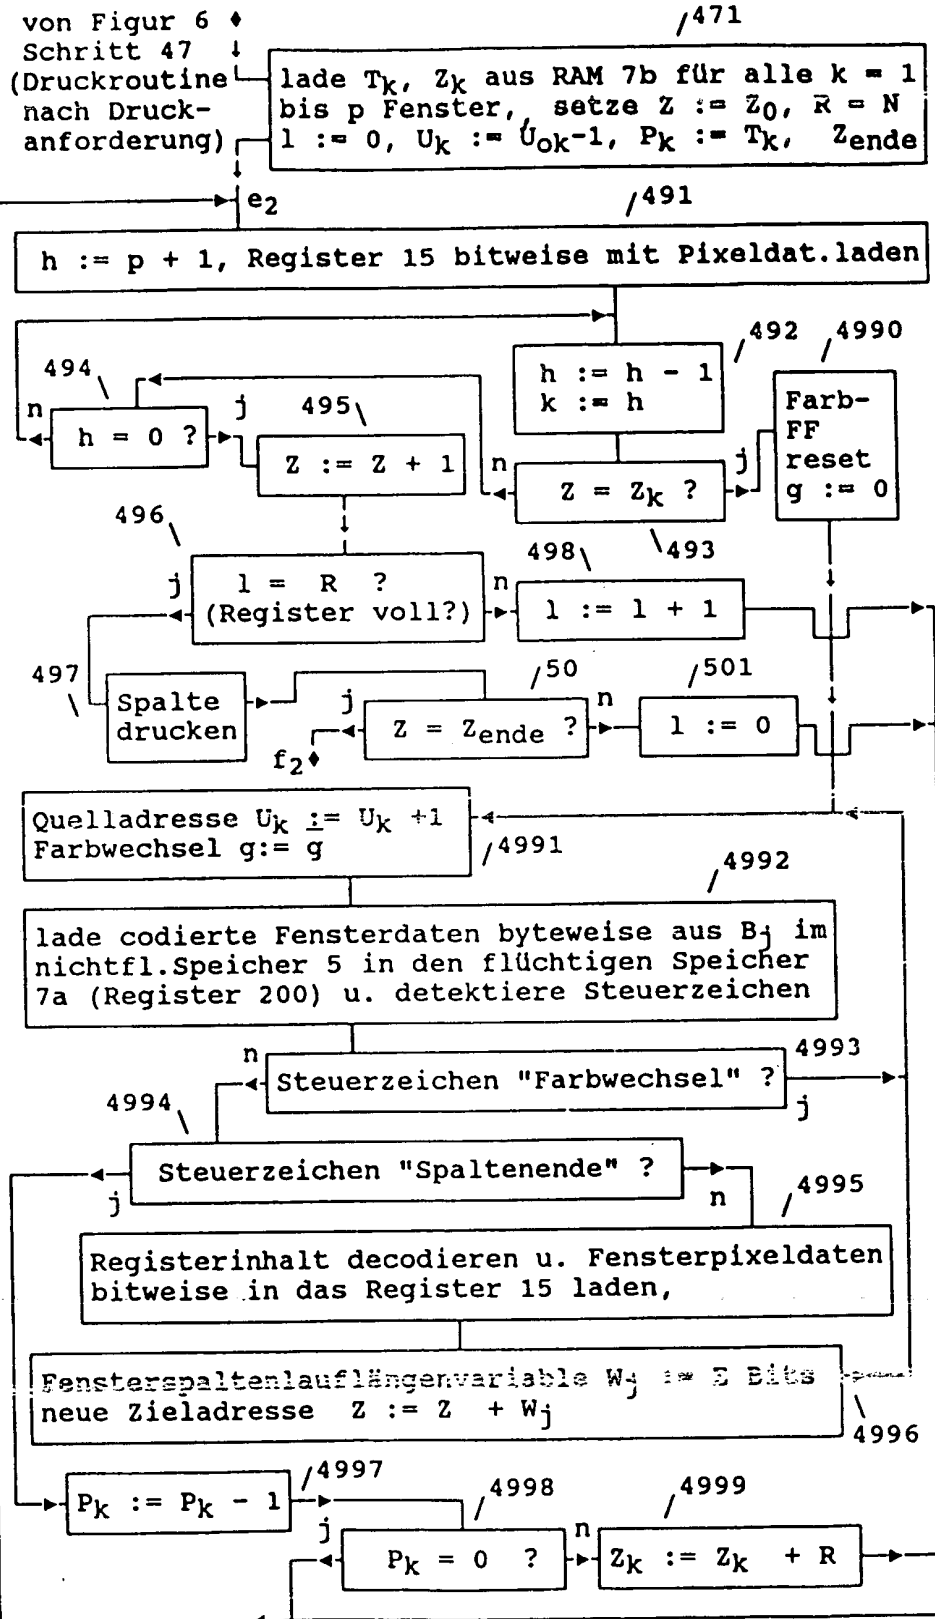 von Figur 6
Schritt 47
(Druckroutine
nach Druck-
anforderung)
471
lade Tk, Zk aus RAM 7b für alle k = 1
bis p Fenster, setze Z := Z0, R = N
l := 0, Uk := Uok-1, Pk := Tk, Zende
e2
491
h := p + 1, Register 15 bitweise mit Pixeldat.laden
492
h := h - 1
k := h
4990
Farb-
FF
reset
g := 0
494
n
h = 0 ?
j
495
Z := Z + 1
n
Z = Zk ?
j
493
496
j
l = R ?
(Register voll?)
n
498
l := l + 1
497
Spalte
drucken
50
j
Z = Zende ?
n
f2
501
l := 0
Quelladresse Uk := Uk +1
Farbwechsel g:= g
4991
4992
lade codierte Fensterdaten byteweise aus Bj im
nichtfl.Speicher 5 in den flüchtigen Speicher
7a (Register 200) u. detektiere Steuerzeichen
n
4993
Steuerzeichen "Farbwechsel" ?
j
4994
Steuerzeichen "Spaltenende" ?
j
n
4995
Registerinhalt decodieren u. Fensterpixeldaten
bitweise in das Register 15 laden,
Fensterspaltenlauflängenvariable Wj := Σ Bits
neue Zieladresse Z := Z + Wj
4996
4997
Pk := Pk - 1
4998
j
Pk = 0 ?
n
4999
Zk := Zk + R